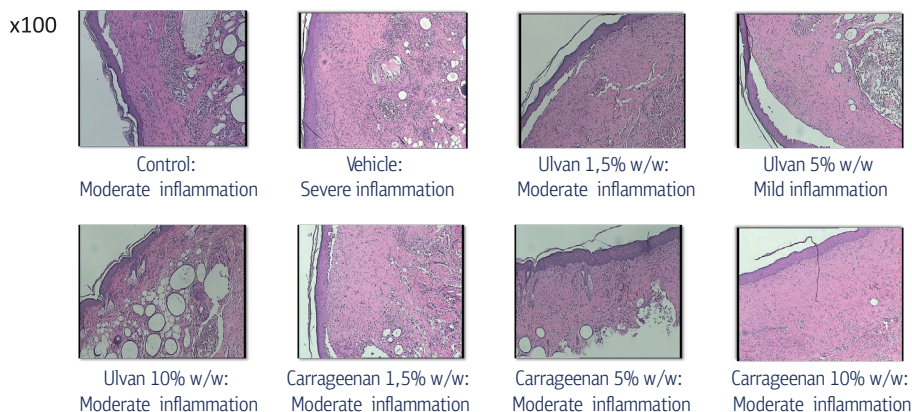 x100
Control:
Moderate inflammation
Vehicle:
Severe inflammation
Ulvan 1,5% w/w:
Moderate inflammation
Ulvan 5% w/w
Mild inflammation
Ulvan 10% w/w:
Moderate inflammation
Carrageenan 1,5% w/w:
Moderate inflammation
Carrageenan 5% w/w:
Moderate inflammation
Carrageenan 10% w/w:
Moderate inflammation